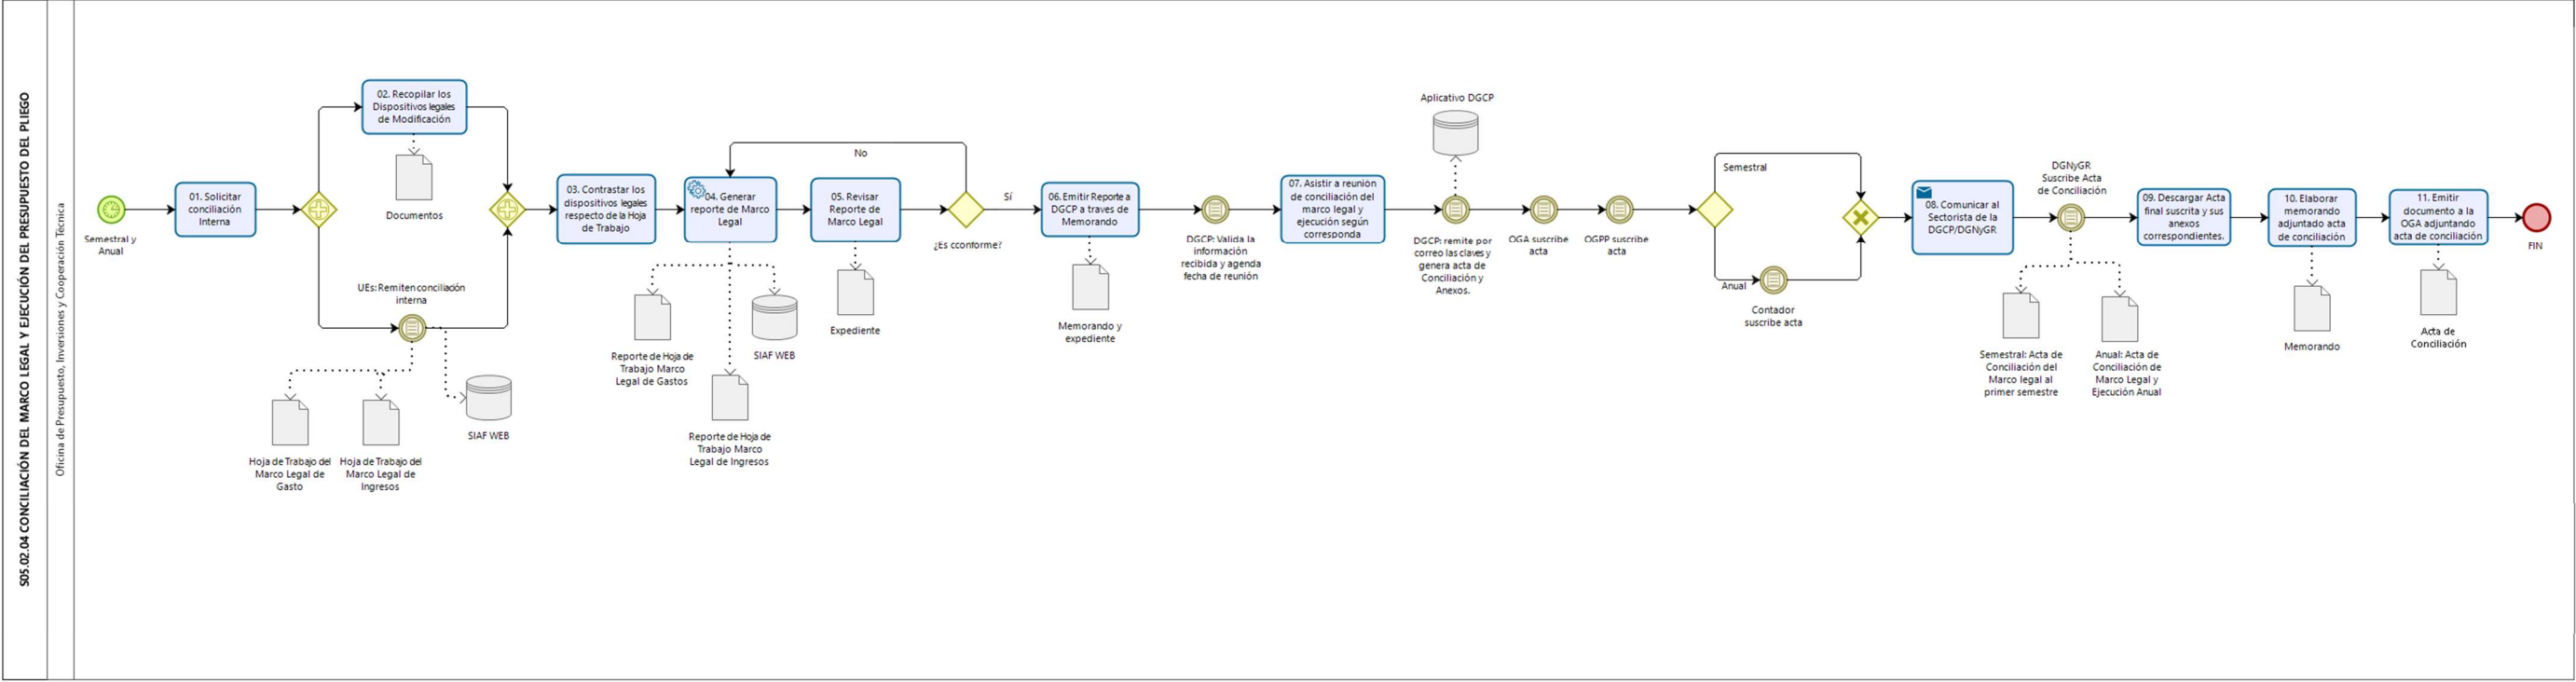 S05.02.04 CONCILIACIÓN DEL MARCO LEGAL Y EJECUCIÓN DEL PRESUPUESTO DEL PLIEGO
Oficina de Presupuesto, Inversiones y Cooperación Técnica
Semestral y
Anual
01. Solicitar
conciliación
Interna
02. Recopilar los
Dispositivos legales
de Modificación
Documentos
UEs: Remiten conciliación
interna
Hoja de Trabajo del
Marco Legal de
Gasto
Hoja de Trabajo del
Marco Legal de
Ingresos
SIAF WEB
03. Contrastar los
dispositivos legales
respecto de la Hoja
de Trabajo
04. Generar
reporte de Marco
Legal
Reporte de Hoja de
Trabajo Marco
Legal de Gastos
Reporte de Hoja de
Trabajo Marco
Legal de Ingresos
SIAF WEB
05. Revisar
Reporte de
Marco Legal
Expediente
No
¿Es cconforme?
Sí
06. Emitir Reporte a
DGCP a traves de
Memorando
Memorando y
expediente
DGCP: Valida la
información
recibida y agenda
fecha de reunión
07. Asistir a reunión
de conciliación del
marco legal y
ejecución según
corresponda
Aplicativo DGCP
DGCP: remite por
correo las claves y
genera acta de
Conciliación y
Anexos.
OGA suscribe
acta
OGPP suscribe
acta
Semestral
Anual
Contador
suscribe acta
08. Comunicar al
Sectorista de la
DGCP/DGNyGR
DGNyGR
Suscribe Acta
de Conciliación
Semestral: Acta de
Conciliación del
Marco legal al
primer semestre
Anual: Acta de
Conciliación de
Marco Legal y
Ejecución Anual
09. Descargar Acta
final suscrita y sus
anexos
correspondientes.
10. Elaborar
memorando
adjuntado acta
de conciliación
Memorando
11. Emitir
documento a la
OGA adjuntando
acta de conciliación
Acta de
Conciliación
FIN